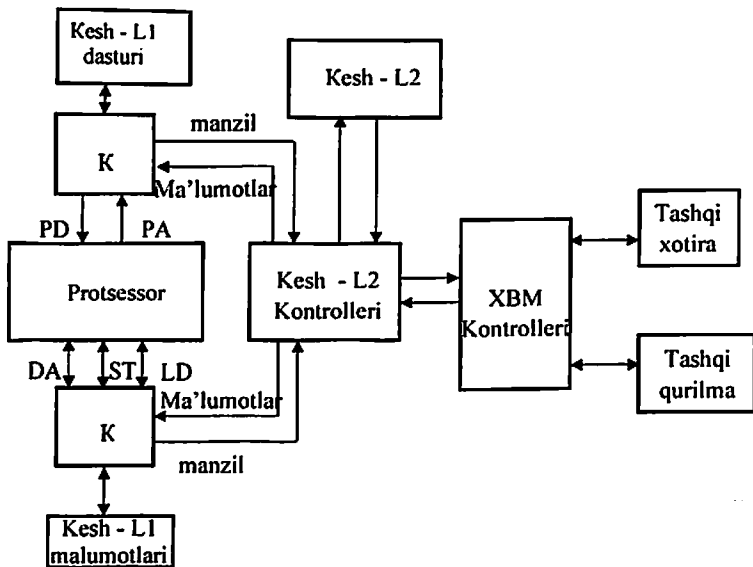 Kesh - L1
dasturi
Kesh - L2
K
manzil
Ma'lumotlar
PD
PA
Protsessor
Kesh - L2
Kontrolleri
XBM
Kontrolleri
Tashqi
xotira
Tashqi
qurilma
DA
ST
LD
Ma'lumotlar
K
manzil
Kesh - L1
malumotlari